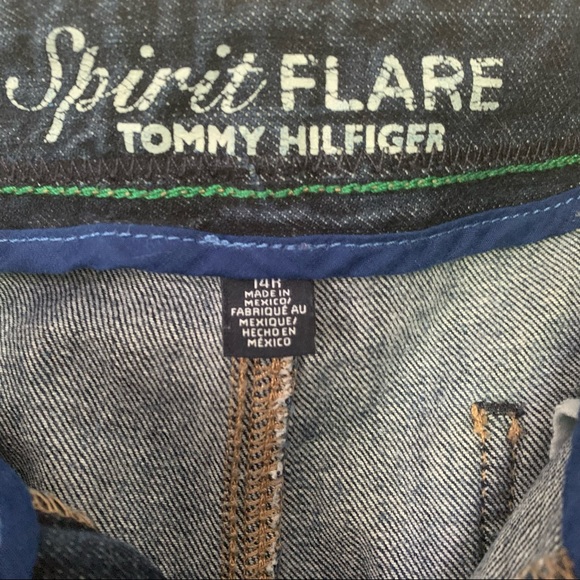 Spirit FLARE
TOMMY HILFIGER
14R
MADE IN
MEXICO/
FABRIQUÉ AU
MEXIQUE/
HECHO EN
MÉXICO